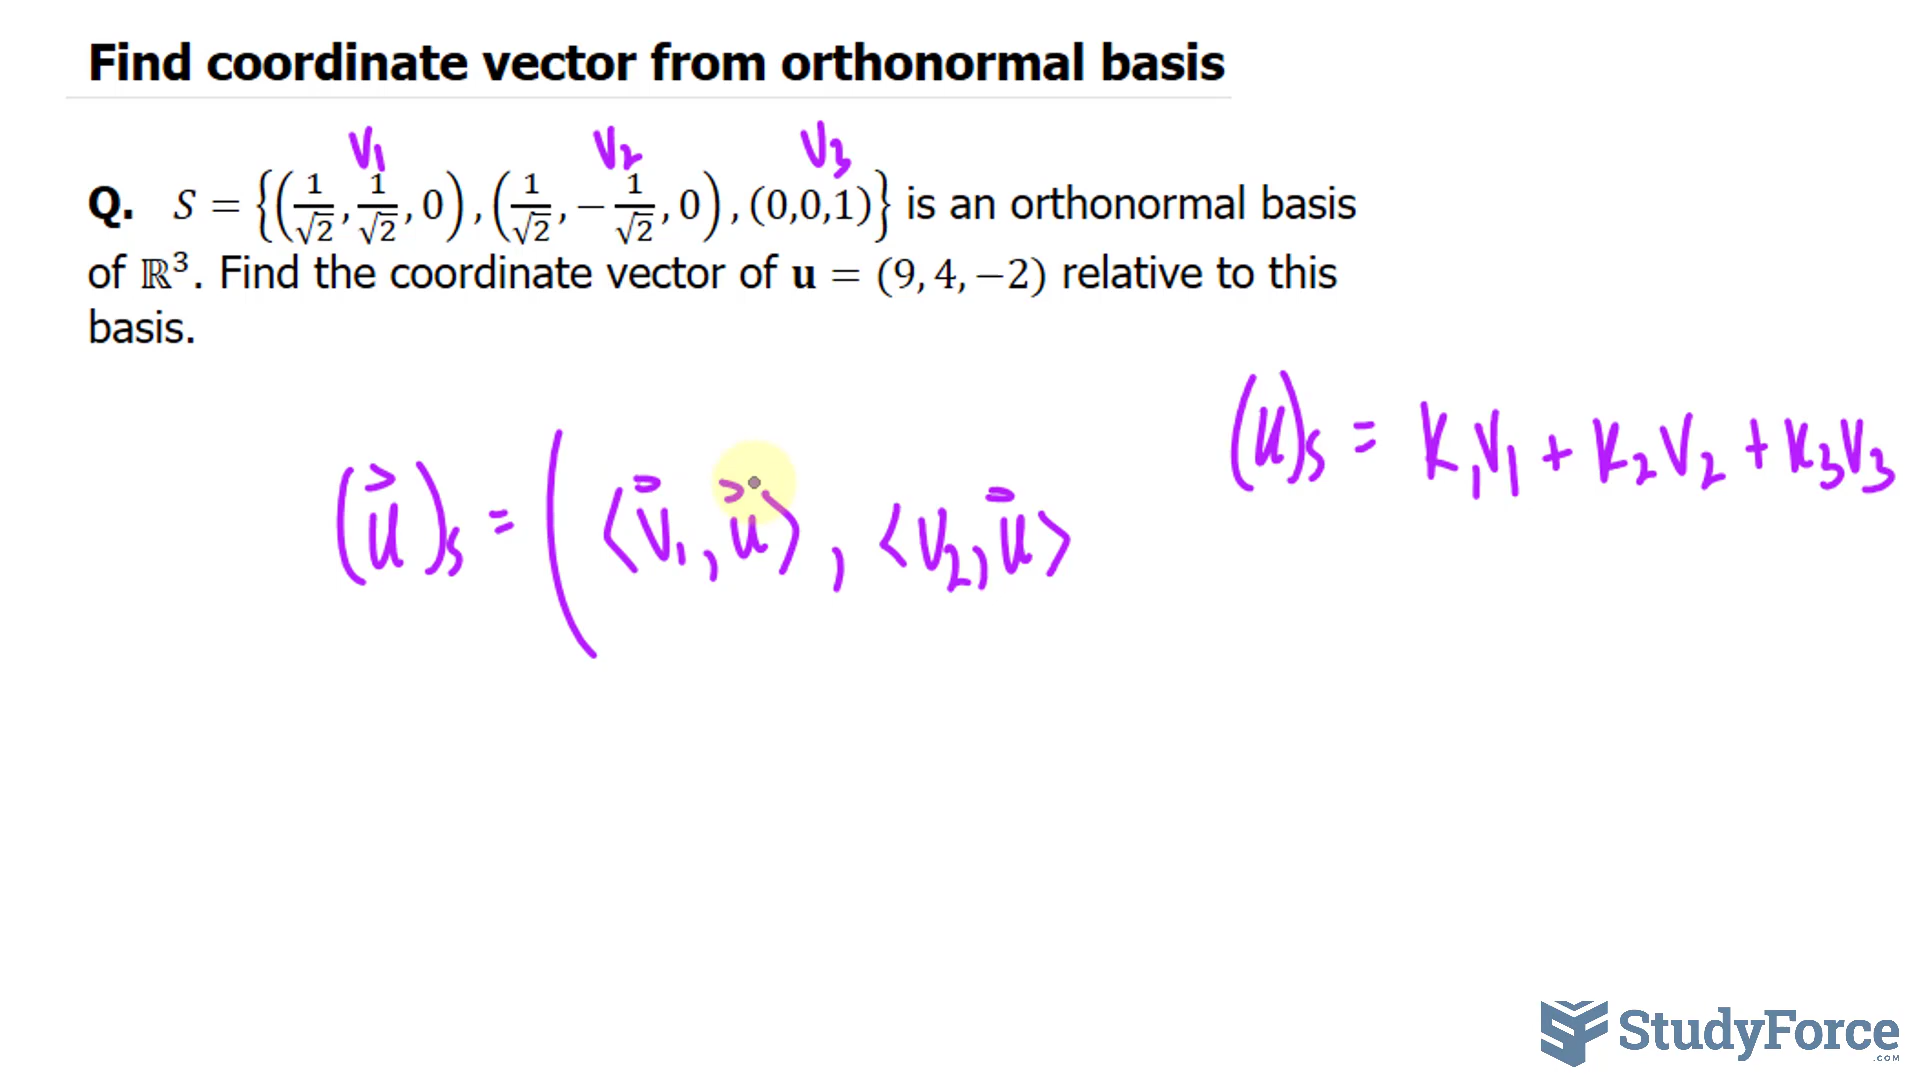 Find coordinate vector from orthonormal basis
V1 V2 V3
Q. S = {(1/√2, 1/√2, 0), (1/√2, −1/√2, 0), (0,0,1)} is an orthonormal basis
of ℝ³. Find the coordinate vector of u = (9, 4, −2) relative to this
basis.
(u)s = K1V1 + K2V2 + K3V3
(u⃗)s = (⟨v⃗1, u⃗⟩, ⟨v2, u⃗⟩
StudyForce
.COM